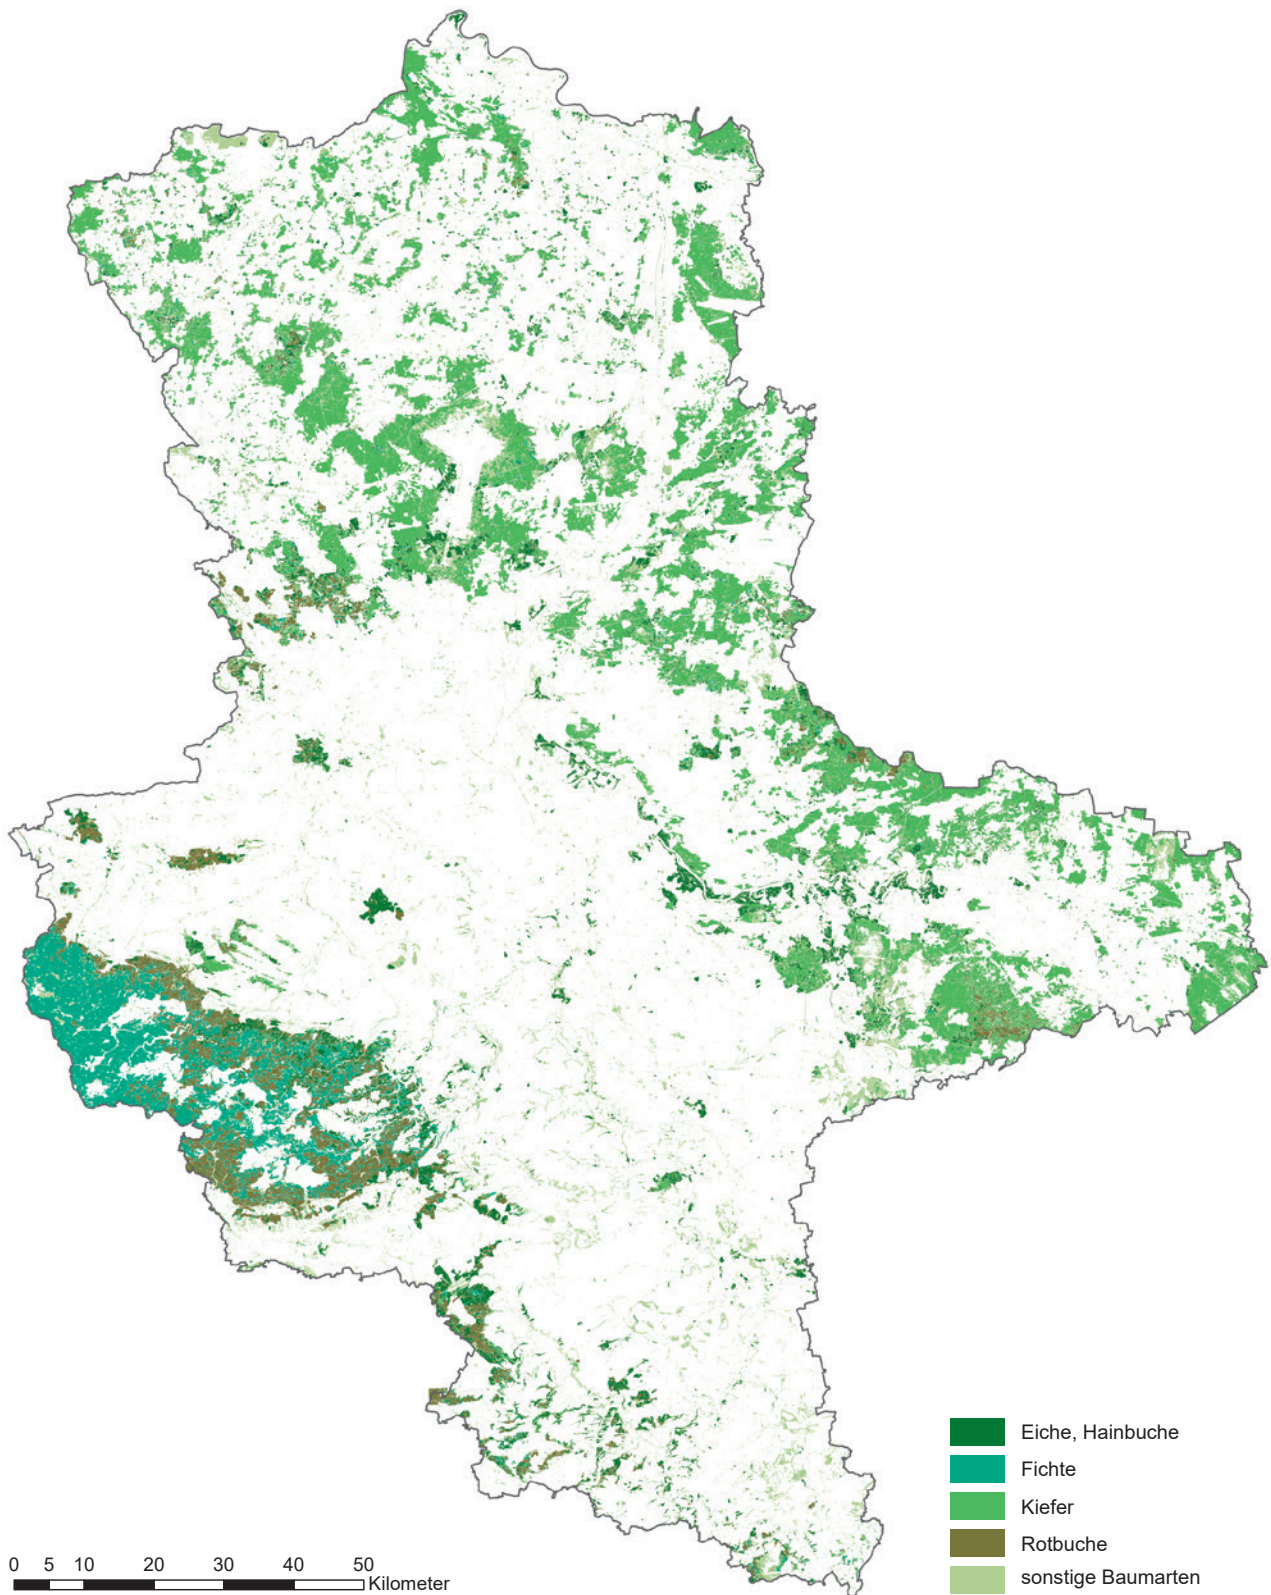 Eiche, Hainbuche
Fichte
Kiefer
Rotbuche
sonstige Baumarten
0 5 10 20 30 40 50
Kilometer